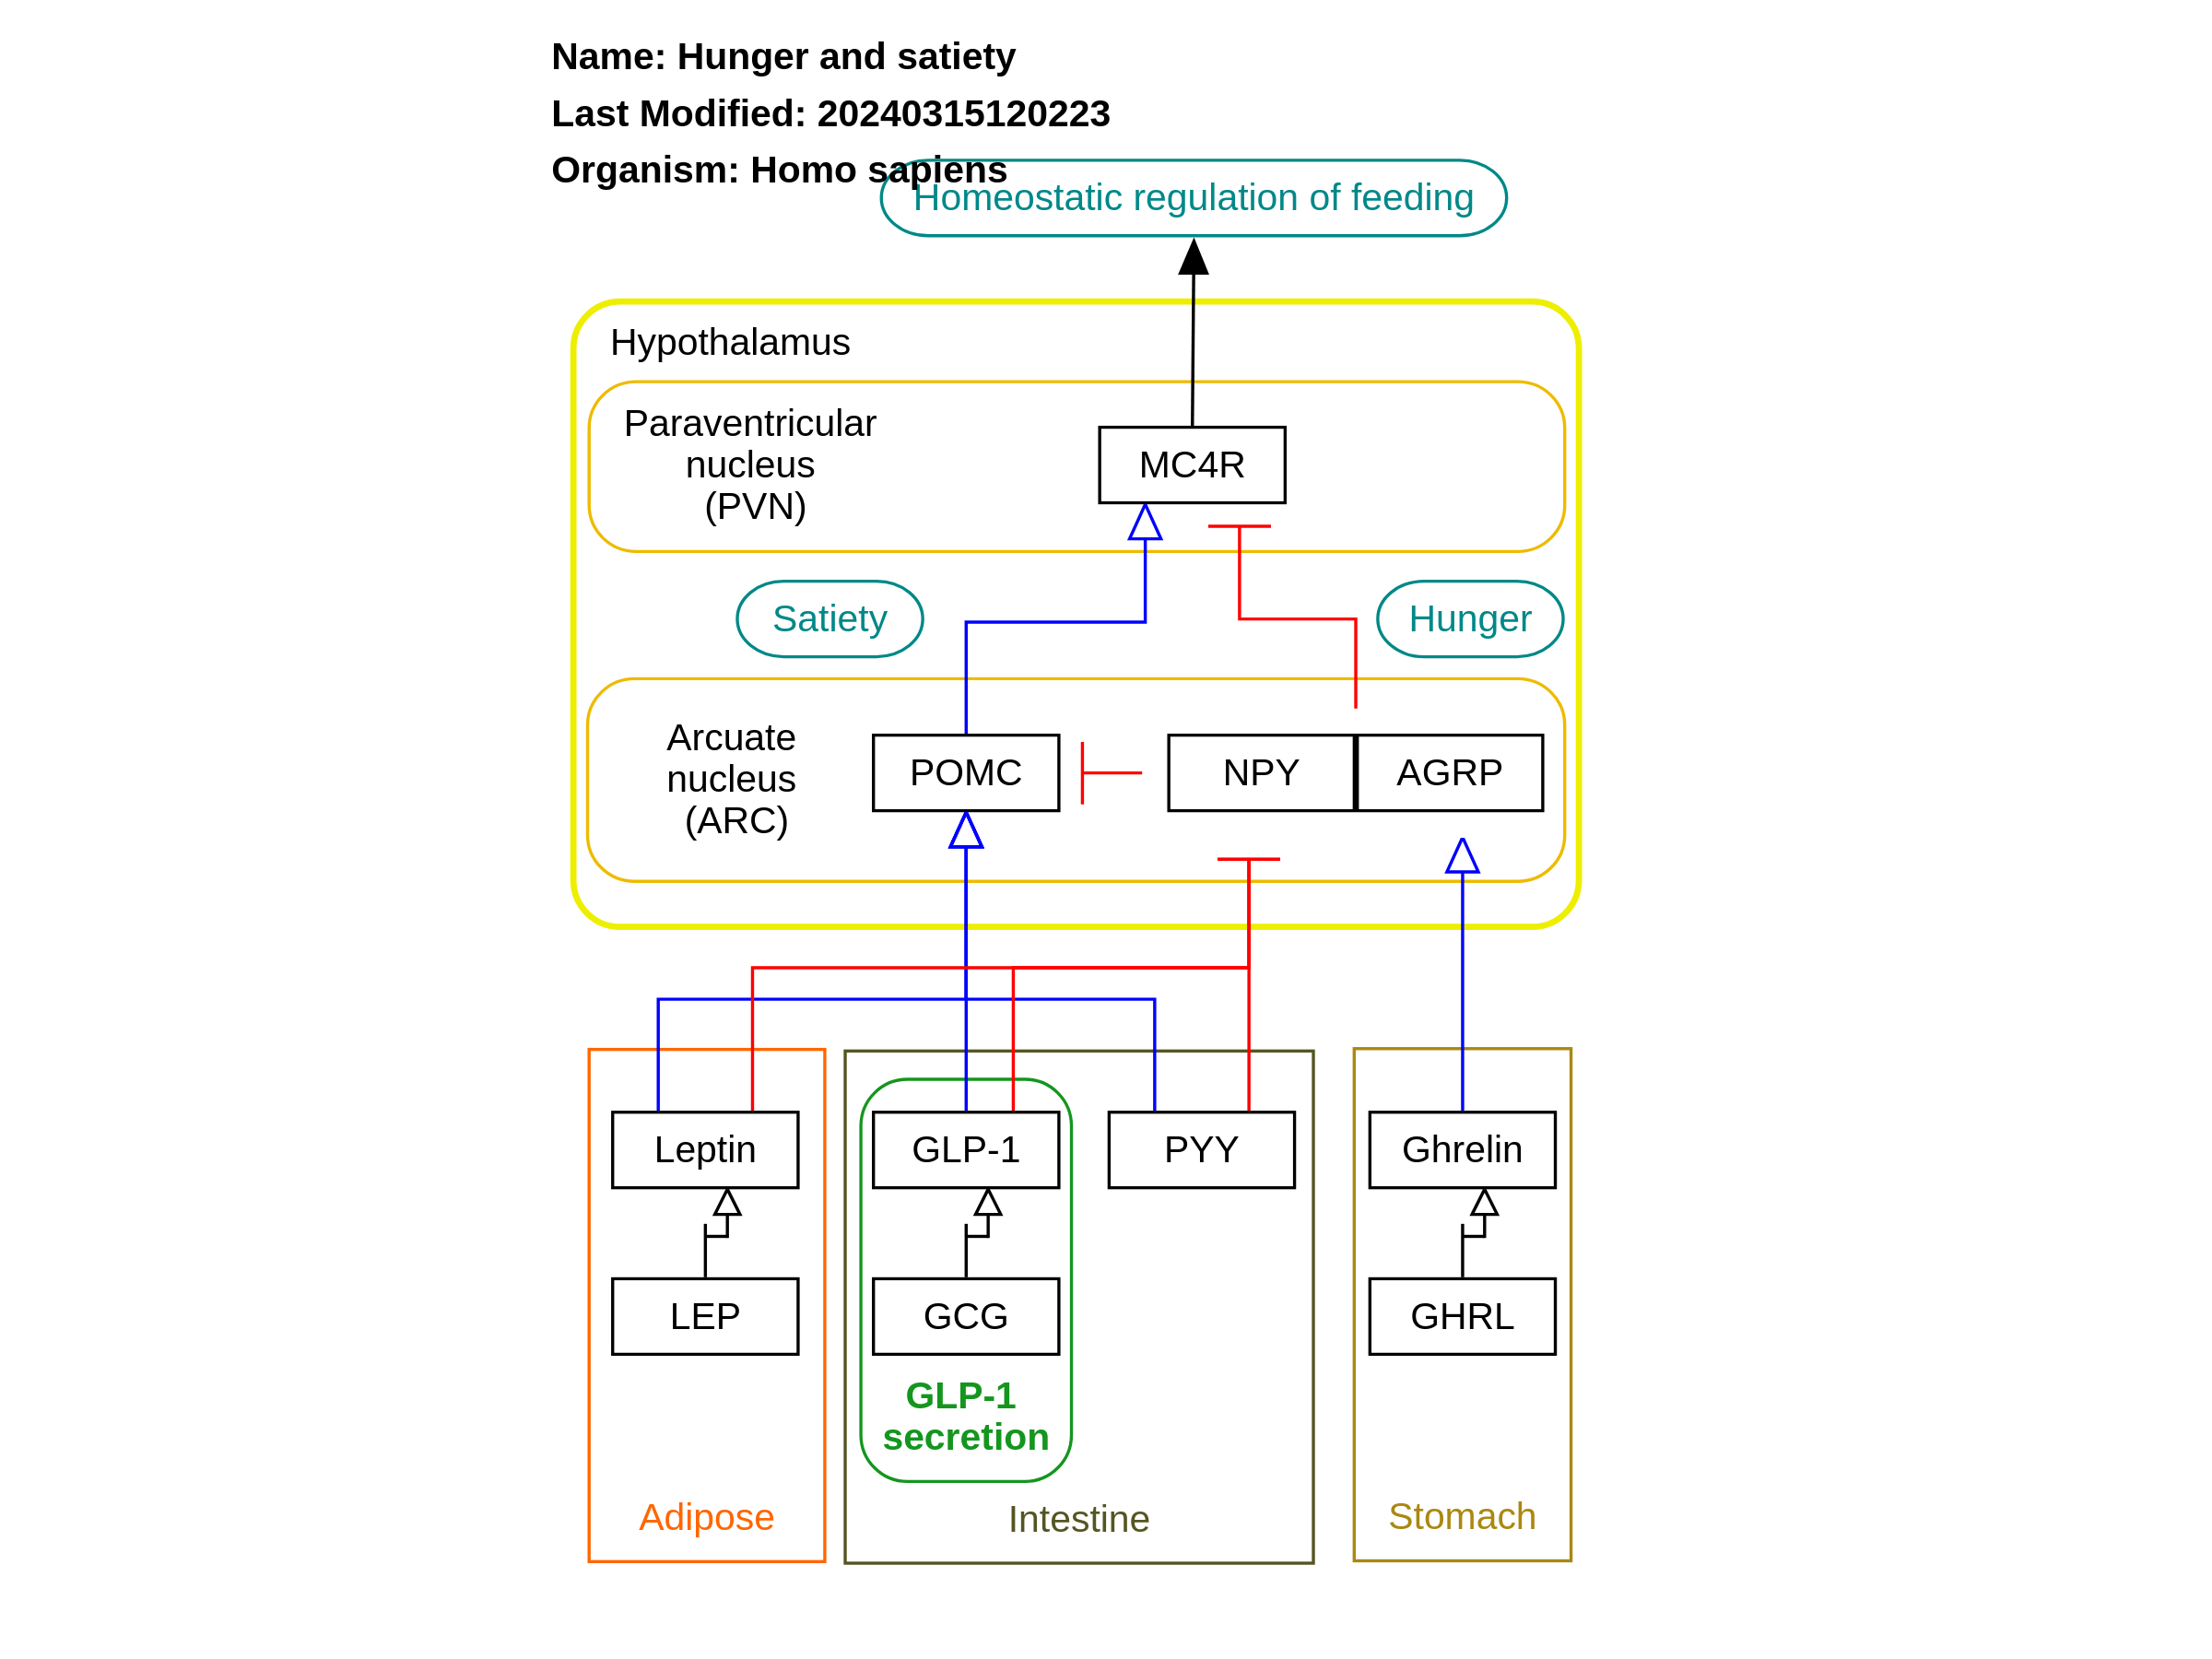 Name: Hunger and satiety
Last Modified: 20240315120223
Organism: Homo sapiens
Homeostatic regulation of feeding
Hypothalamus
Paraventricular
nucleus
(PVN)
MC4R
Satiety
Hunger
Arcuate
nucleus
(ARC)
POMC
NPY
AGRP
Leptin
GLP-1
PYY
Ghrelin
LEP
GCG
GHRL
GLP-1
secretion
Adipose
Intestine
Stomach